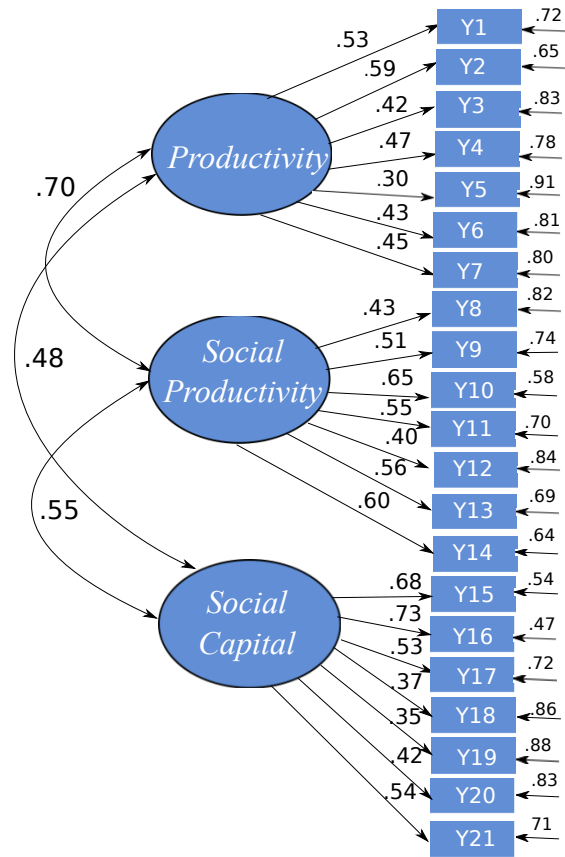 .53 Y1 .72
.59 Y2 .65
.42 Y3 .83
Productivity .47 Y4 .78
.70 .30 Y5 .91
.43 Y6 .81
.45 Y7 .80
.43 Y8 .82
Social .51 Y9 .74
.48
Productivity .65 Y10 .58
.55 Y11 .70
.40 Y12 .84
.55 .56 Y13 .69
.60 Y14 .64
Social .68 Y15 .54
Capital .73 Y16 .47
.53 Y17 .72
.37 Y18 .86
.35 Y19 .88
.42 Y20 .83
.54 Y21 .71